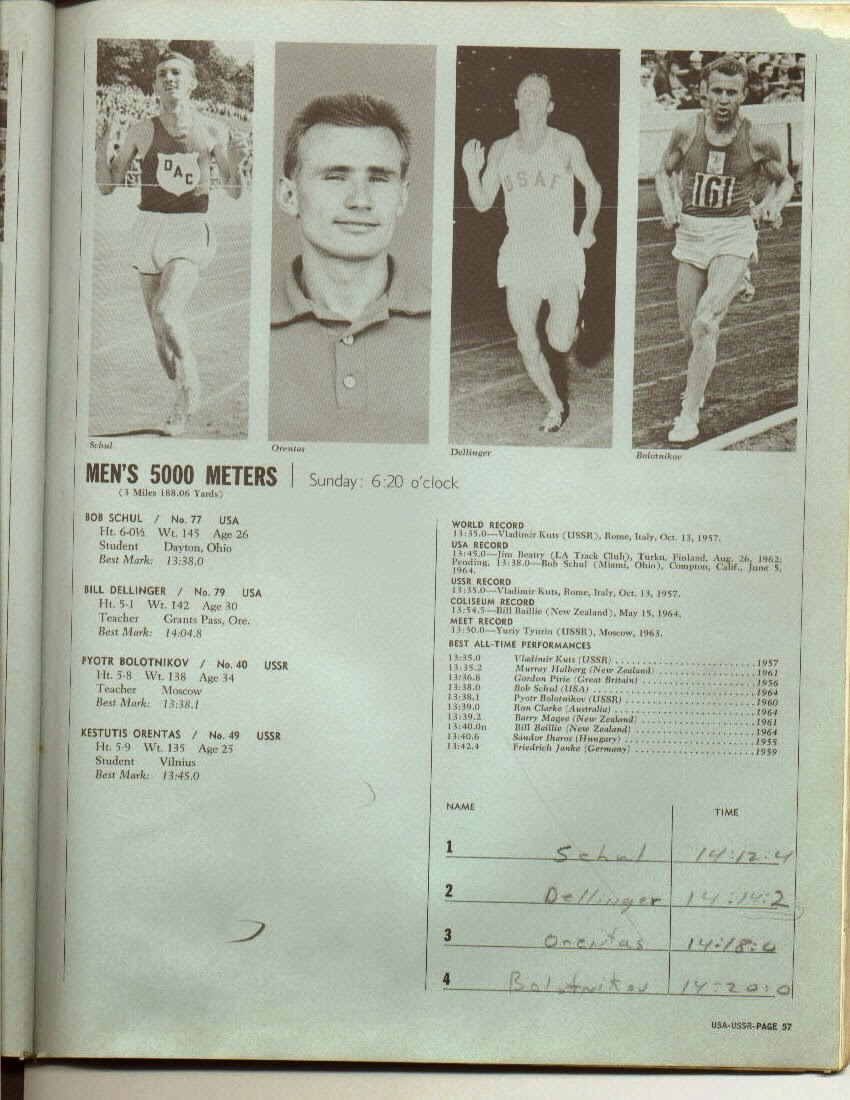 DAC
USAF
161
Schul
Orentas
Dellinger
Bolotnikov
MEN'S 5000 METERS | Sunday: 6:20 o'clock
(3 Miles 188.06 Yards)
BOB SCHUL / No. 77 USA
Ht. 6-0½ Wt. 145 Age 26
Student Dayton, Ohio
Best Mark: 13:38.0
BILL DELLINGER / No. 79 USA
Ht. 5-1 Wt. 142 Age 30
Teacher Grants Pass, Ore.
Best Mark: 14:04.8
PYOTR BOLOTNIKOV / No. 40 USSR
Ht. 5-8 Wt. 138 Age 34
Teacher Moscow
Best Mark: 13:38.1
KESTUTIS ORENTAS / No. 49 USSR
Ht. 5-9 Wt. 135 Age 25
Student Vilnius
Best Mark: 13:45.0
WORLD RECORD
13:35.0—Vladimir Kuts (USSR), Rome, Italy, Oct. 13, 1957.
USA RECORD
13:45.0—Jim Beatty (LA Track Club), Turku, Finland, Aug. 26, 1962;
Pending, 13:38.0—Bob Schul (Miami, Ohio), Compton, Calif., June 5,
1964.
USSR RECORD
13:35.0—Vladimir Kuts, Rome, Italy, Oct. 13, 1957.
COLISEUM RECORD
13:54.5—Bill Baillie (New Zealand), May 15, 1964.
MEET RECORD
13:50.0—Yuriy Tyurin (USSR), Moscow, 1963.
BEST ALL-TIME PERFORMANCES
13:35.0 Vladimir Kuts (USSR) 1957
13:35.2 Murray Halberg (New Zealand) 1961
13:36.8 Gordon Pirie (Great Britain) 1956
13:38.0 Bob Schul (USA) 1964
13:38.1 Pyotr Bolotnikov (USSR) 1960
13:39.0 Ron Clarke (Australia) 1964
13:39.2 Barry Magee (New Zealand) 1961
13:40.0n Bill Baillie (New Zealand) 1964
13:40.6 Sándor Iharos (Hungary) 1955
13:42.4 Friedrich Janke (Germany) 1959
NAME TIME
1 Schul 14:12:4
2 Dellinger 14:14:2
3 Orentas 14:18:0
4 Bolotnikov 14:20:0
USA-USSR-PAGE 57